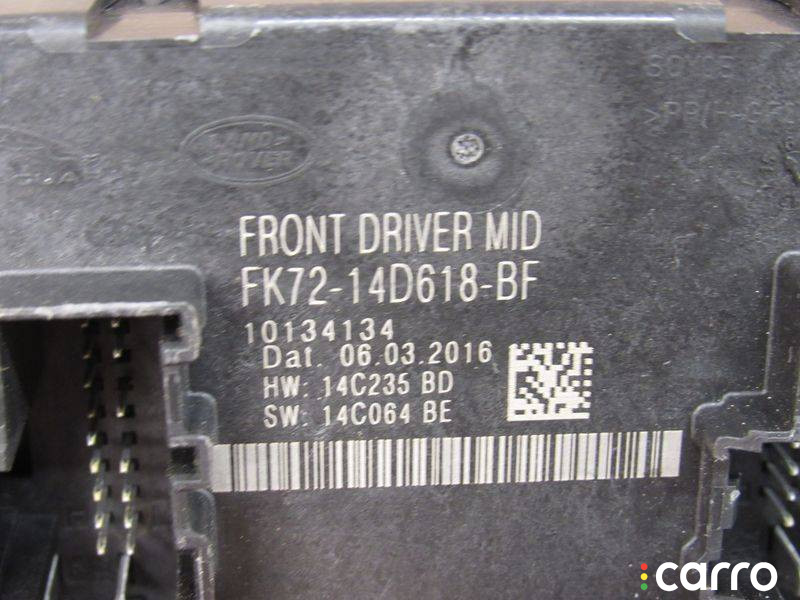 LAND
ROVER
FRONT DRIVER MID
FK72-14D618-BF
10134134
Dat. 06.03.2016
HW: 14C235 BD
SW: 14C064 BE
carro